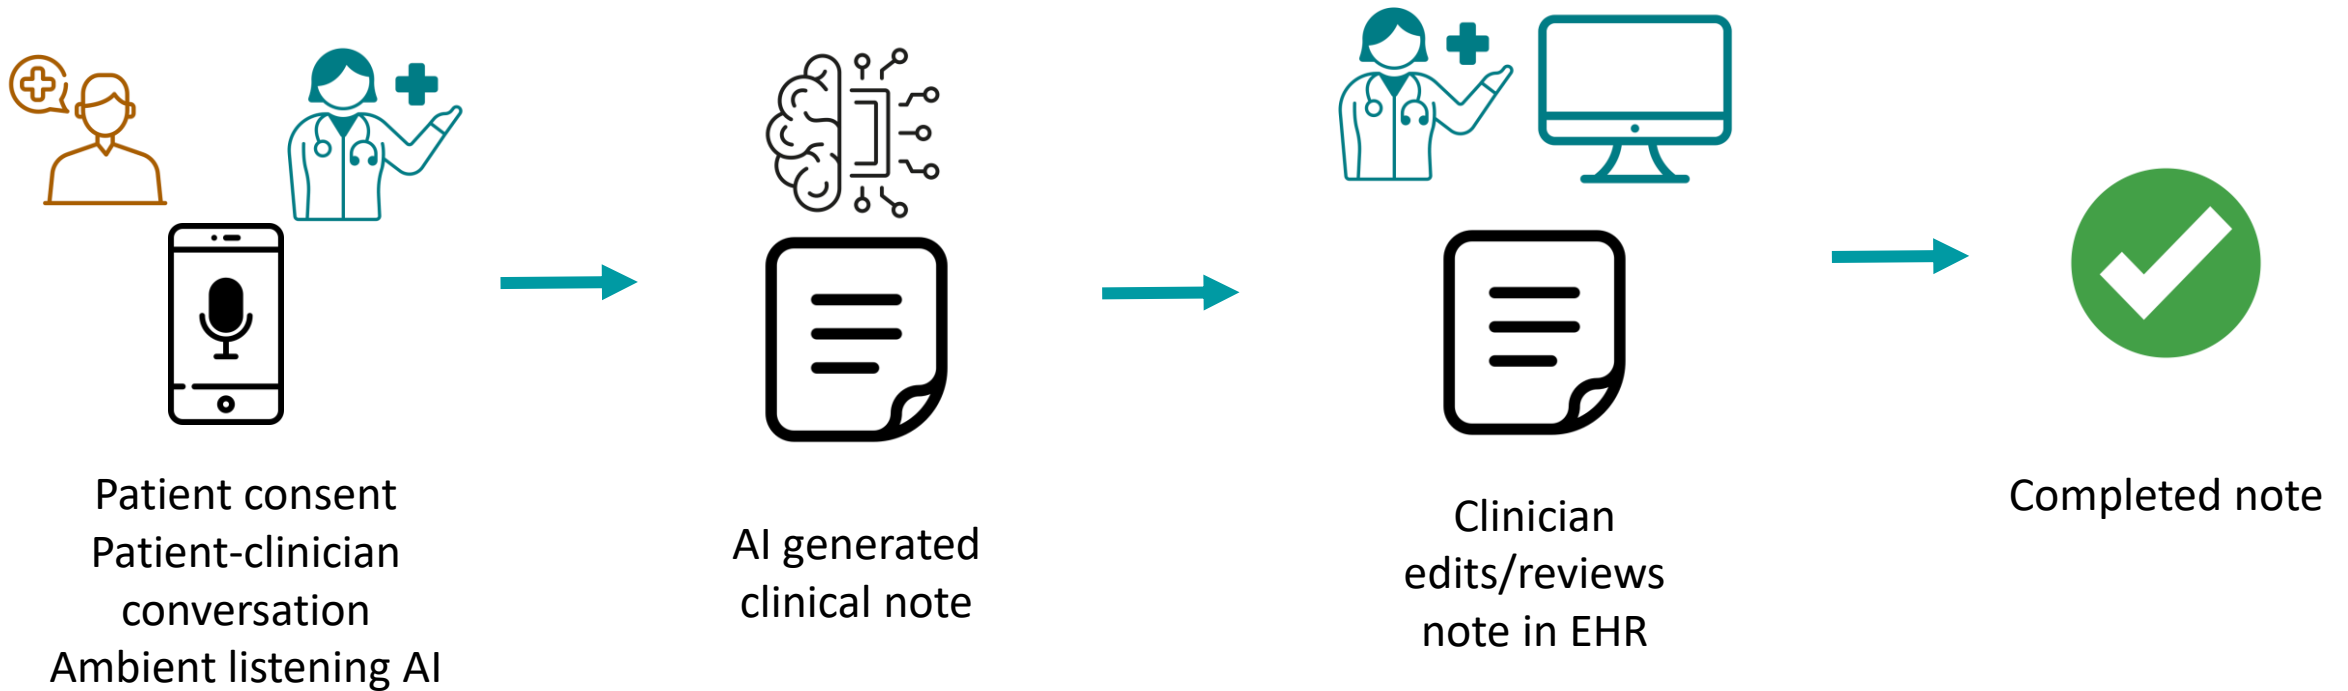 Patient consent
Patient-clinician
conversation
Ambient listening AI
AI generated
clinical note
Clinician
edits/reviews
note in EHR
Completed note